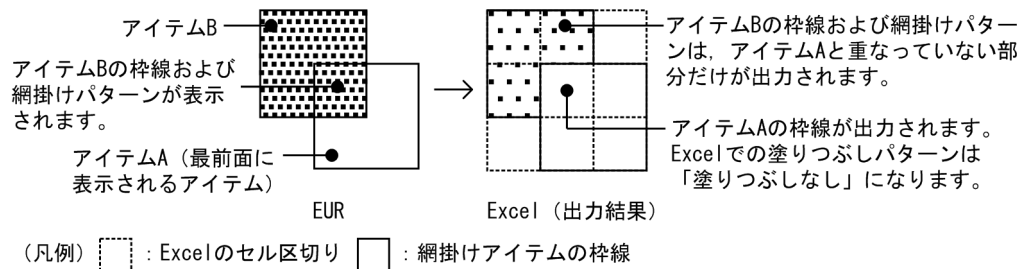 アイテムB
アイテムBの枠線および
網掛けパターンが表示
されます。
アイテムA（最前面に
表示されるアイテム）
EUR
アイテムBの枠線および網掛けパター
ンは，アイテムAと重なっていない部
分だけが出力されます。
アイテムAの枠線が出力されます。
Excelでの塗りつぶしパターンは
「塗りつぶしなし」になります。
Excel（出力結果）
（凡例） ：Excelのセル区切り ：網掛けアイテムの枠線